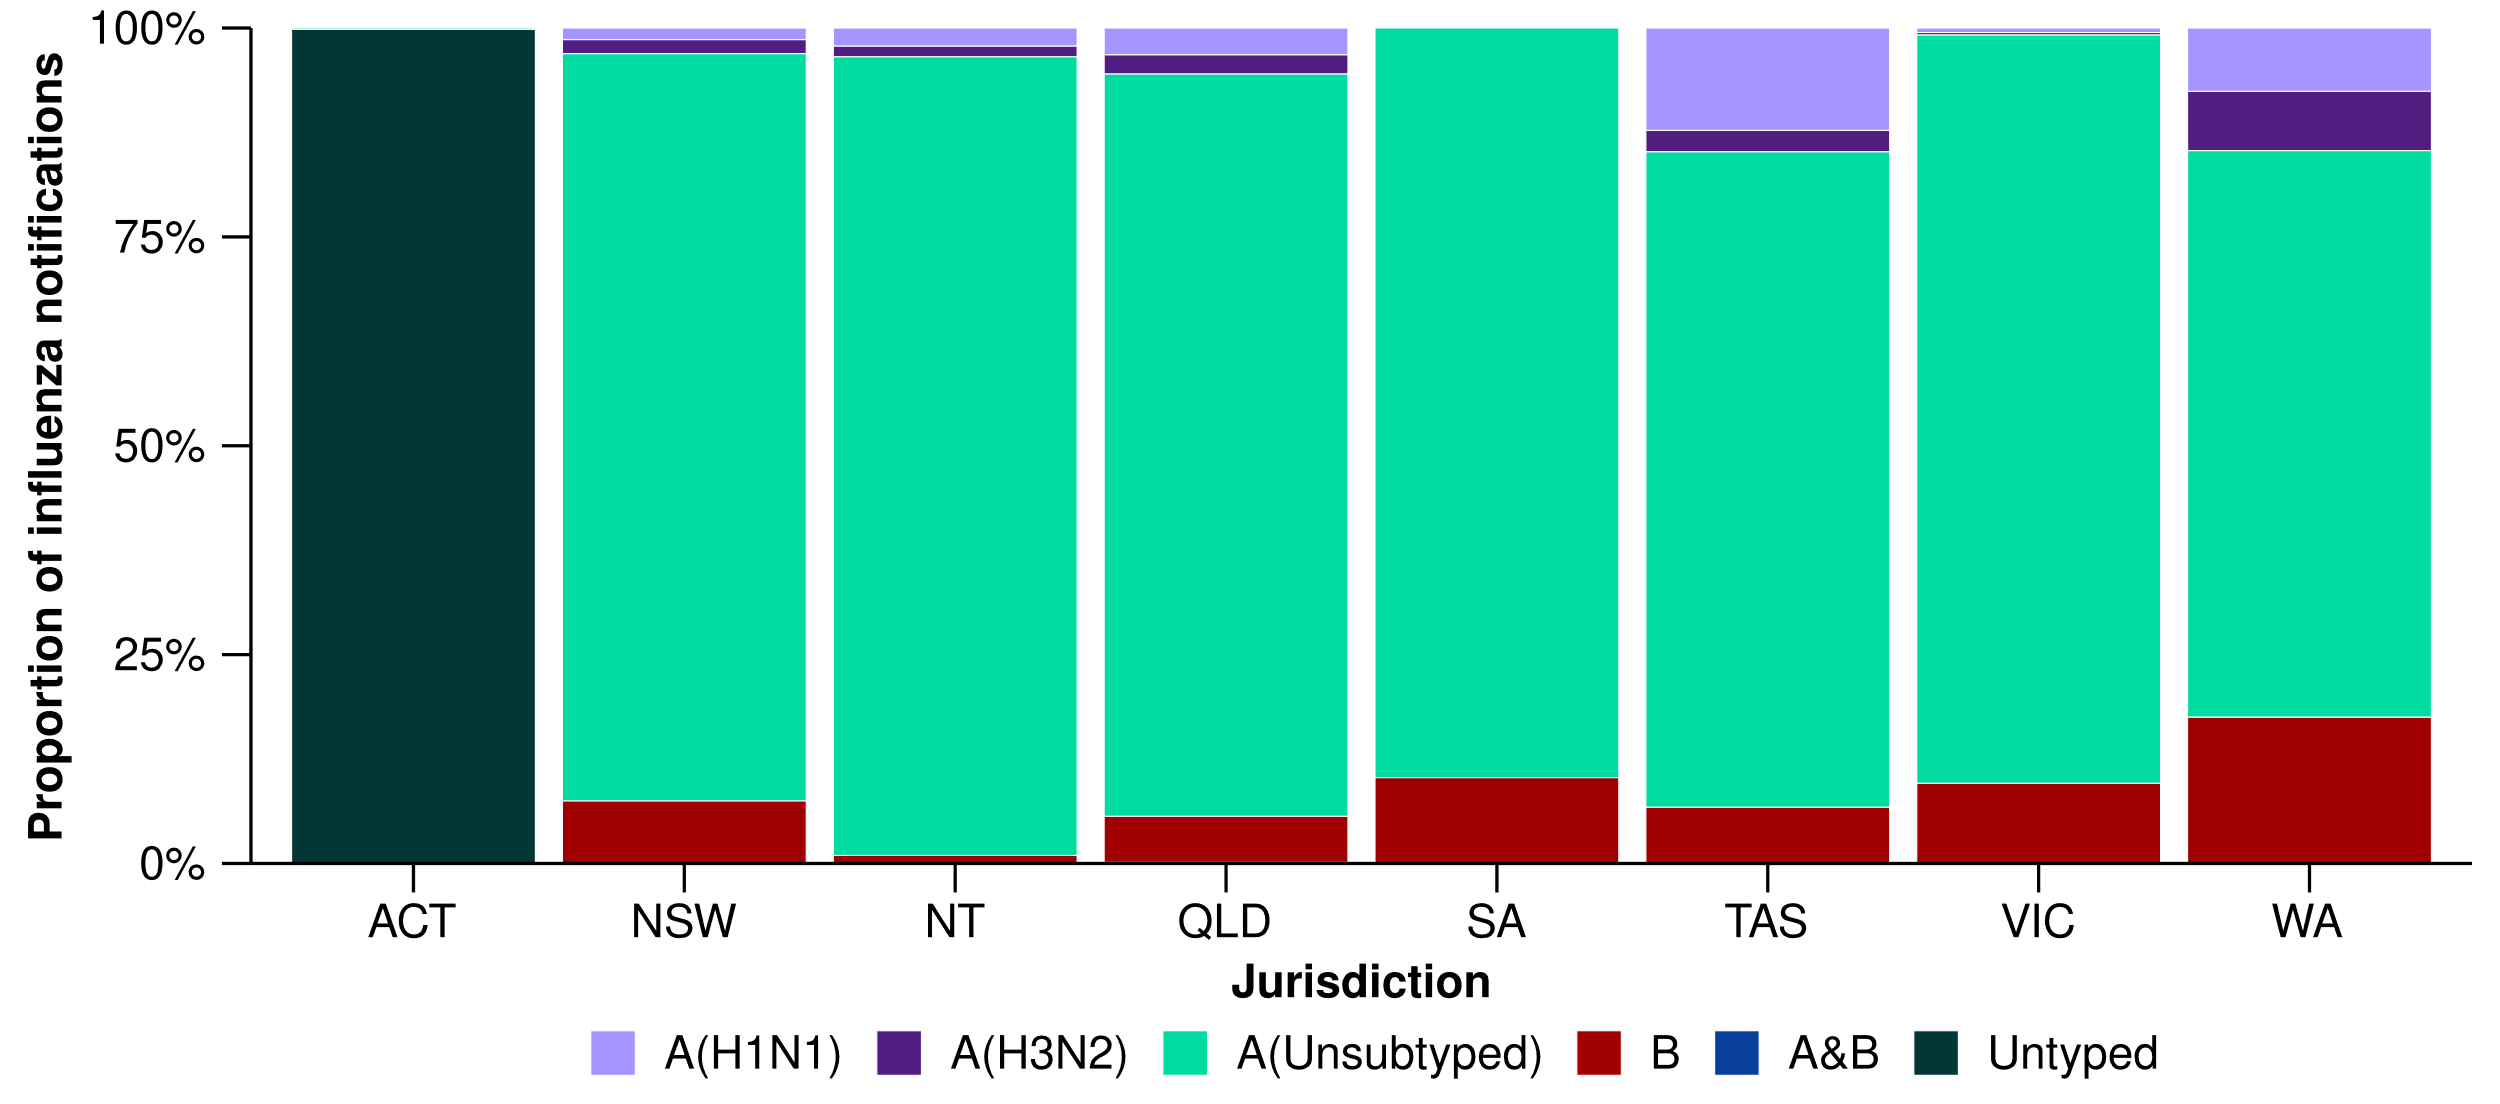 Proportion of influenza notifications
100%
75%
50%
25%
0%
ACT NSW NT QLD SA TAS VIC WA
Jurisdiction
A(H1N1) A(H3N2) A(Unsubtyped) B A&B Untyped